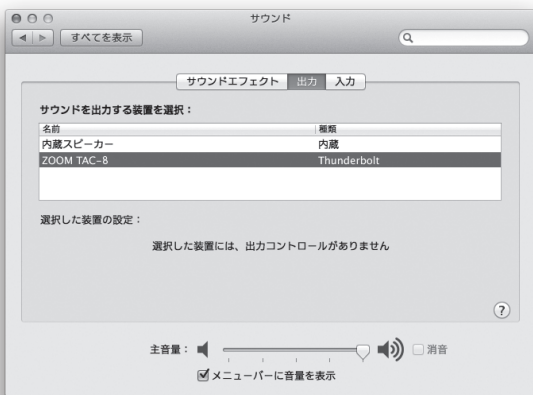 サウンド
すべてを表示
サウンドエフェクト 出力 入力
サウンドを出力する装置を選択：
名前 種類
内蔵スピーカー 内蔵
ZOOM TAC-8 Thunderbolt
選択した装置の設定：
選択した装置には、出力コントロールがありません
?
主音量： 消音
メニューバーに音量を表示